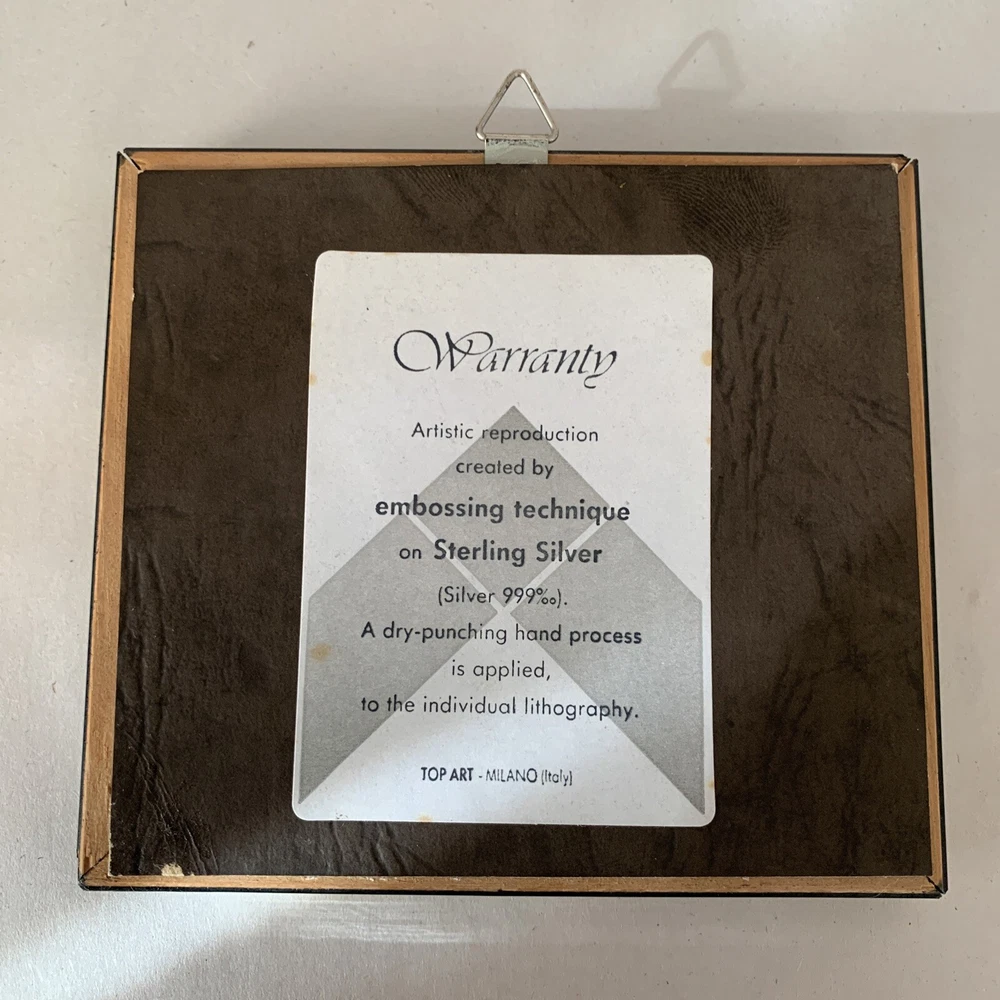 Warranty
Artistic reproduction
created by
embossing technique
on Sterling Silver
(Silver 999‰).
A dry-punching hand process
is applied,
to the individual lithography.
TOP ART - MILANO (Italy)